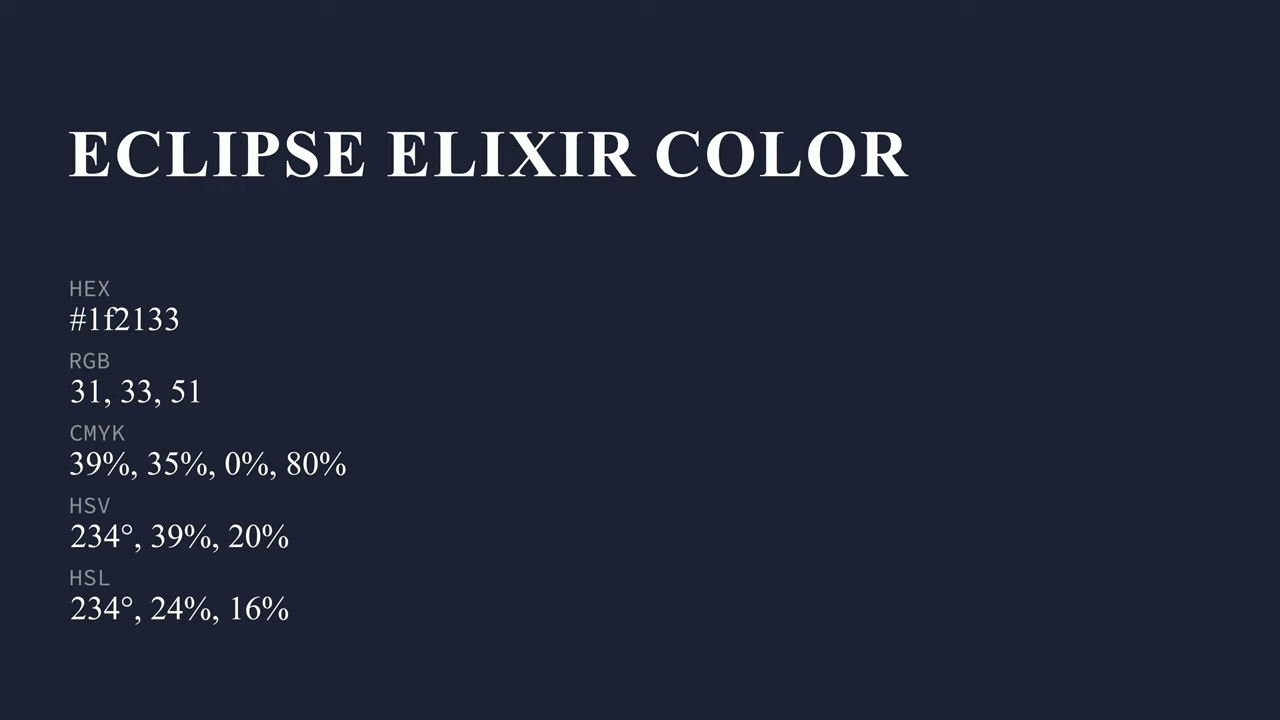 ECLIPSE ELIXIR COLOR
HEX
#1f2133
RGB
31, 33, 51
CMYK
39%, 35%, 0%, 80%
HSV
234°, 39%, 20%
HSL
234°, 24%, 16%